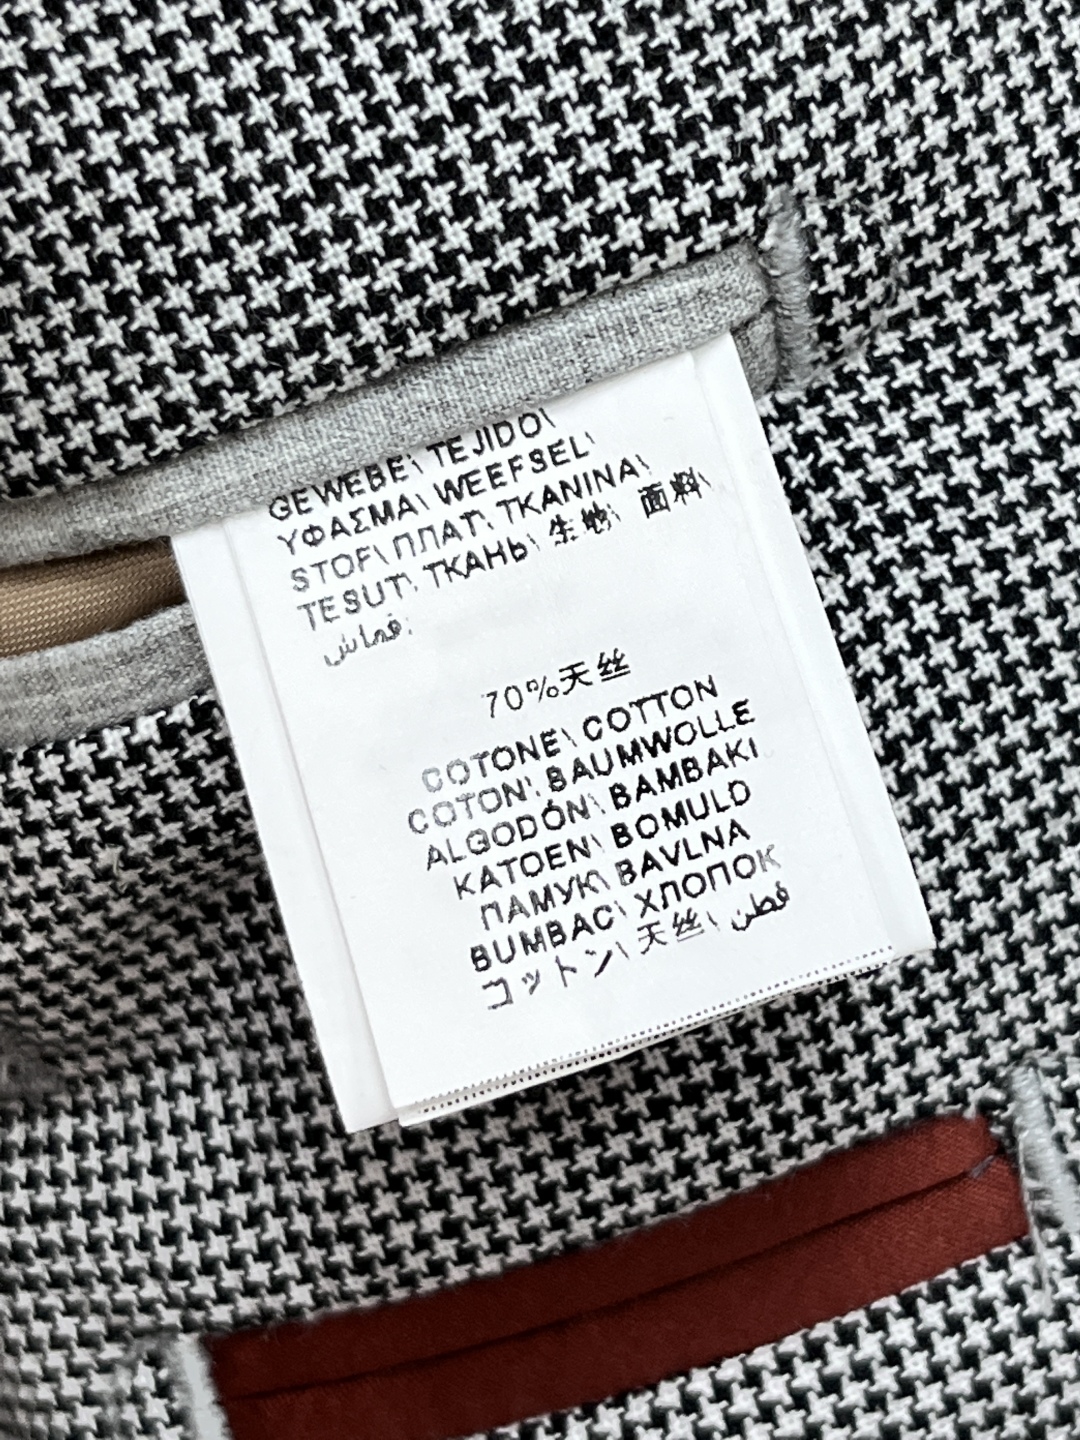 GEWEBE\ TEJIDO\
ΥΦΑΣΜΑ\ WEEFSEL\
STOF\ ПЛАТ\ TKANINA\
TESUT\ ТКАНЬ\ 生地\ 面料\
قماش:
70%天丝
COTONE\ COTTON
COTON\ BAUMWOLLE
ALGODÓN\ BAMBAKI
KATOEN\ BOMULD
ПАМУК\ BAVLNA
BUMBAC\ ХЛОПОК
コットン\ 天丝\ قطن